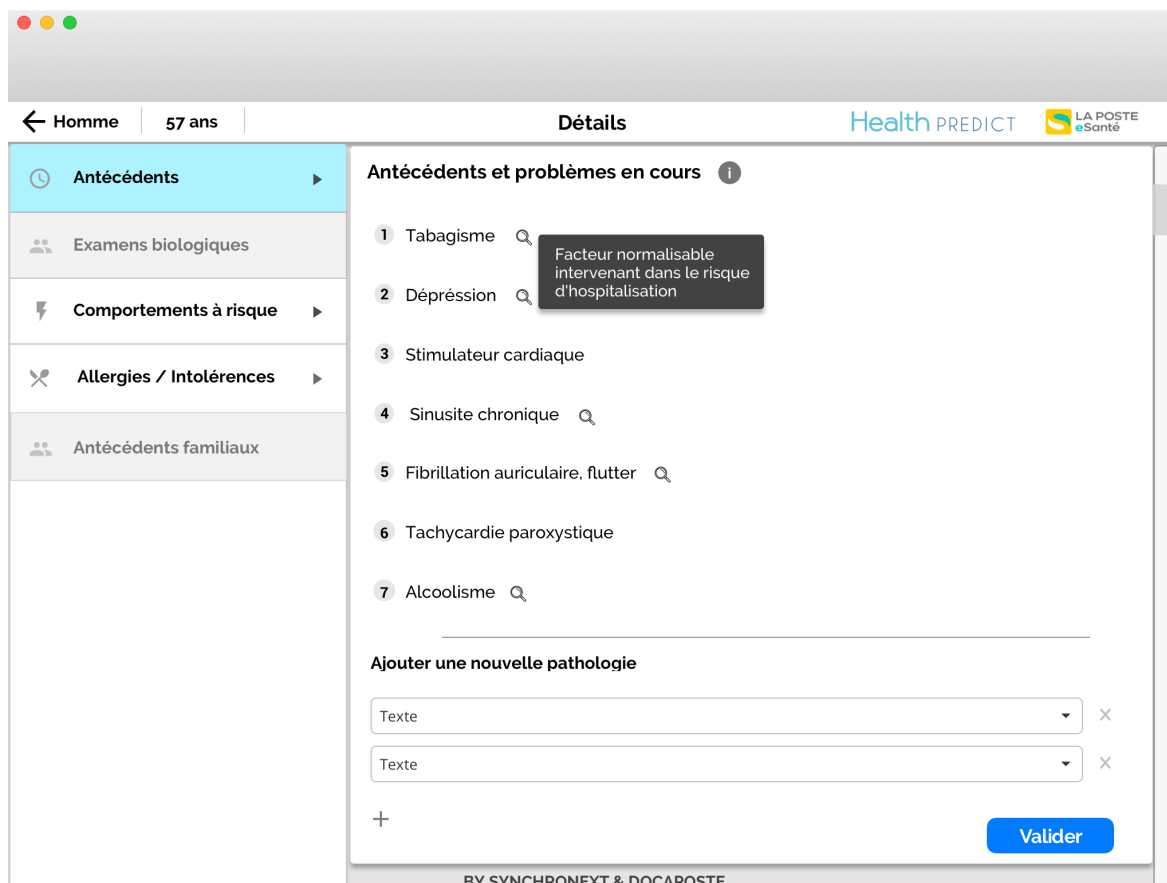 Homme
57 ans
Détails
Health PREDICT
LA POSTE
eSanté
Antécédents
Examens biologiques
Comportements à risque
Allergies / Intolérences
Antécédents familiaux
Antécédents et problèmes en cours i
1 Tabagisme
Facteur normalisable
intervenant dans le risque
d'hospitalisation
2 Dépréssion
3 Stimulateur cardiaque
4 Sinusite chronique
5 Fibrillation auriculaire, flutter
6 Tachycardie paroxystique
7 Alcoolisme
Ajouter une nouvelle pathologie
Texte
Texte
Valider
BY SYNCHRONEXT & DOCAPOSTE